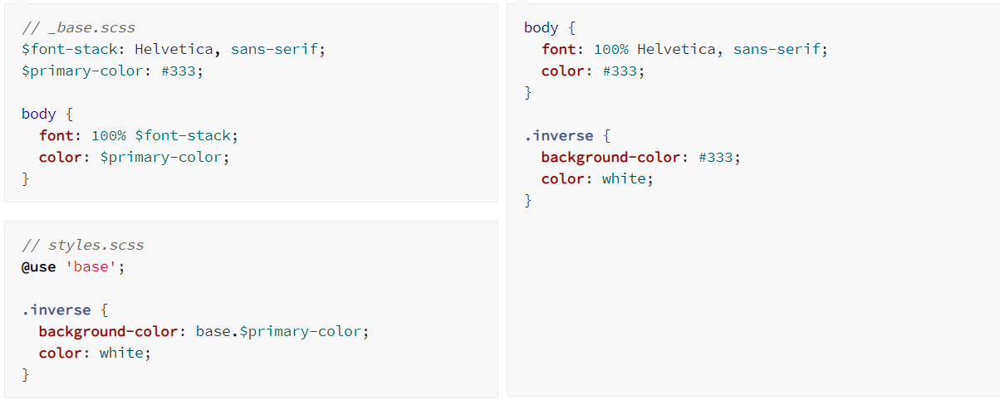 // _base.scss
$font-stack: Helvetica, sans-serif;
$primary-color: #333;

body {
  font: 100% $font-stack;
  color: $primary-color;
}

// styles.scss
@use 'base';

.inverse {
  background-color: base.$primary-color;
  color: white;
}

body {
  font: 100% Helvetica, sans-serif;
  color: #333;
}

.inverse {
  background-color: #333;
  color: white;
}